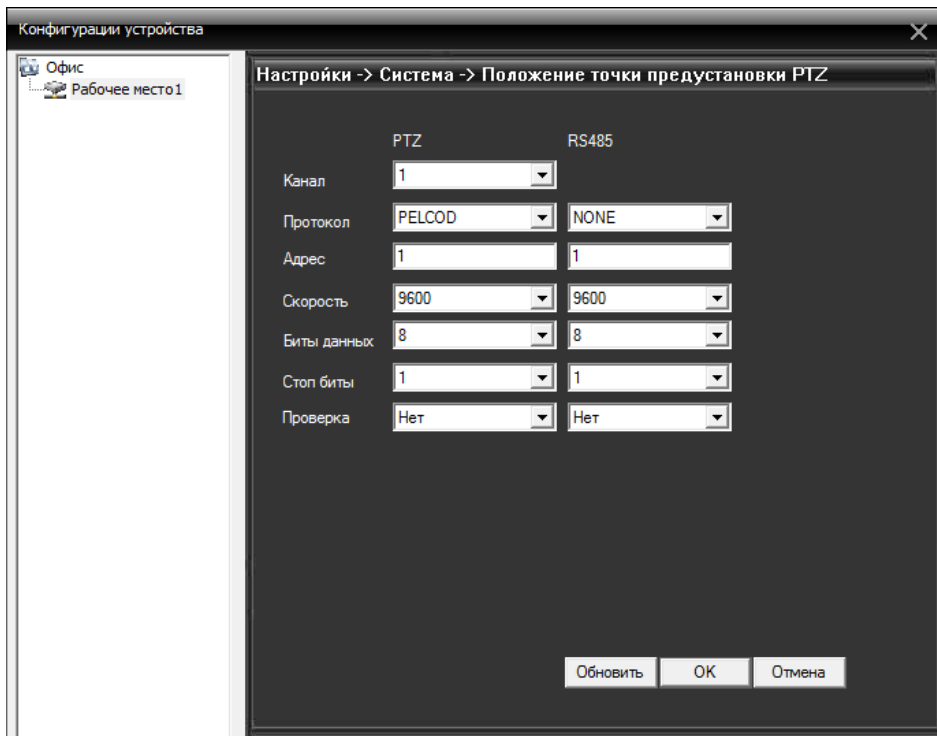 Конфигурации устройства
Офис
Рабочее место1
Настройки -> Система -> Положение точки предустановки PTZ
PTZ RS485
Канал 1
Протокол PELCOD NONE
Адрес 1 1
Скорость 9600 9600
Биты данных 8 8
Стоп биты 1 1
Проверка Нет Нет
Обновить OK Отмена